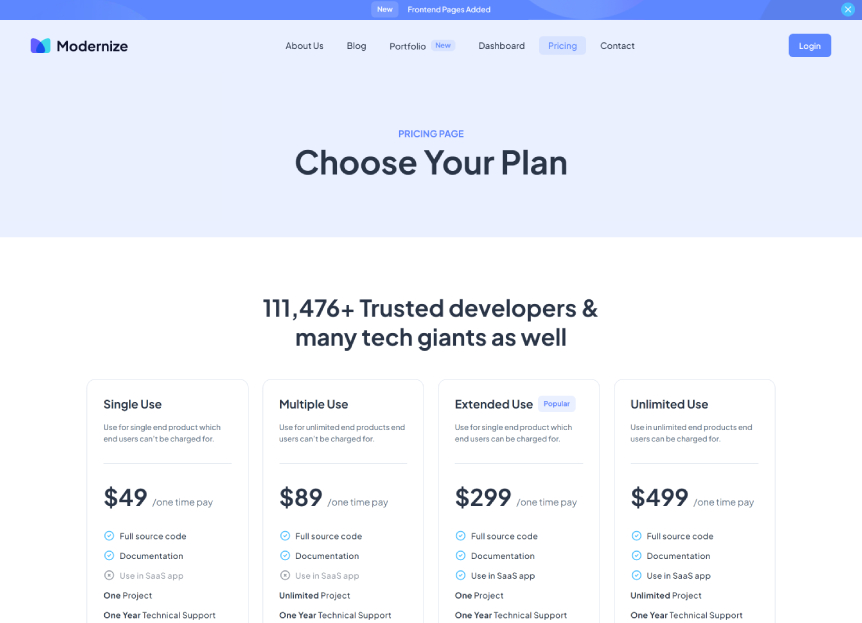 New Frontend Pages Added
Modernize About Us Blog Portfolio New Dashboard Pricing Contact Login
PRICING PAGE
Choose Your Plan
111,476+ Trusted developers &
many tech giants as well
Single Use
Use for single end product which
end users can't be charged for.
$49 /one time pay
Full source code
Documentation
Use in SaaS app
One Project
One Year Technical Support
Multiple Use
Use for unlimited end products end
users can't be charged for.
$89 /one time pay
Full source code
Documentation
Use in SaaS app
Unlimited Project
One Year Technical Support
Extended Use Popular
Use for single end product which
end users can be charged for.
$299 /one time pay
Full source code
Documentation
Use in SaaS app
One Project
One Year Technical Support
Unlimited Use
Use in unlimited end products end
users can be charged for.
$499 /one time pay
Full source code
Documentation
Use in SaaS app
Unlimited Project
One Year Technical Support